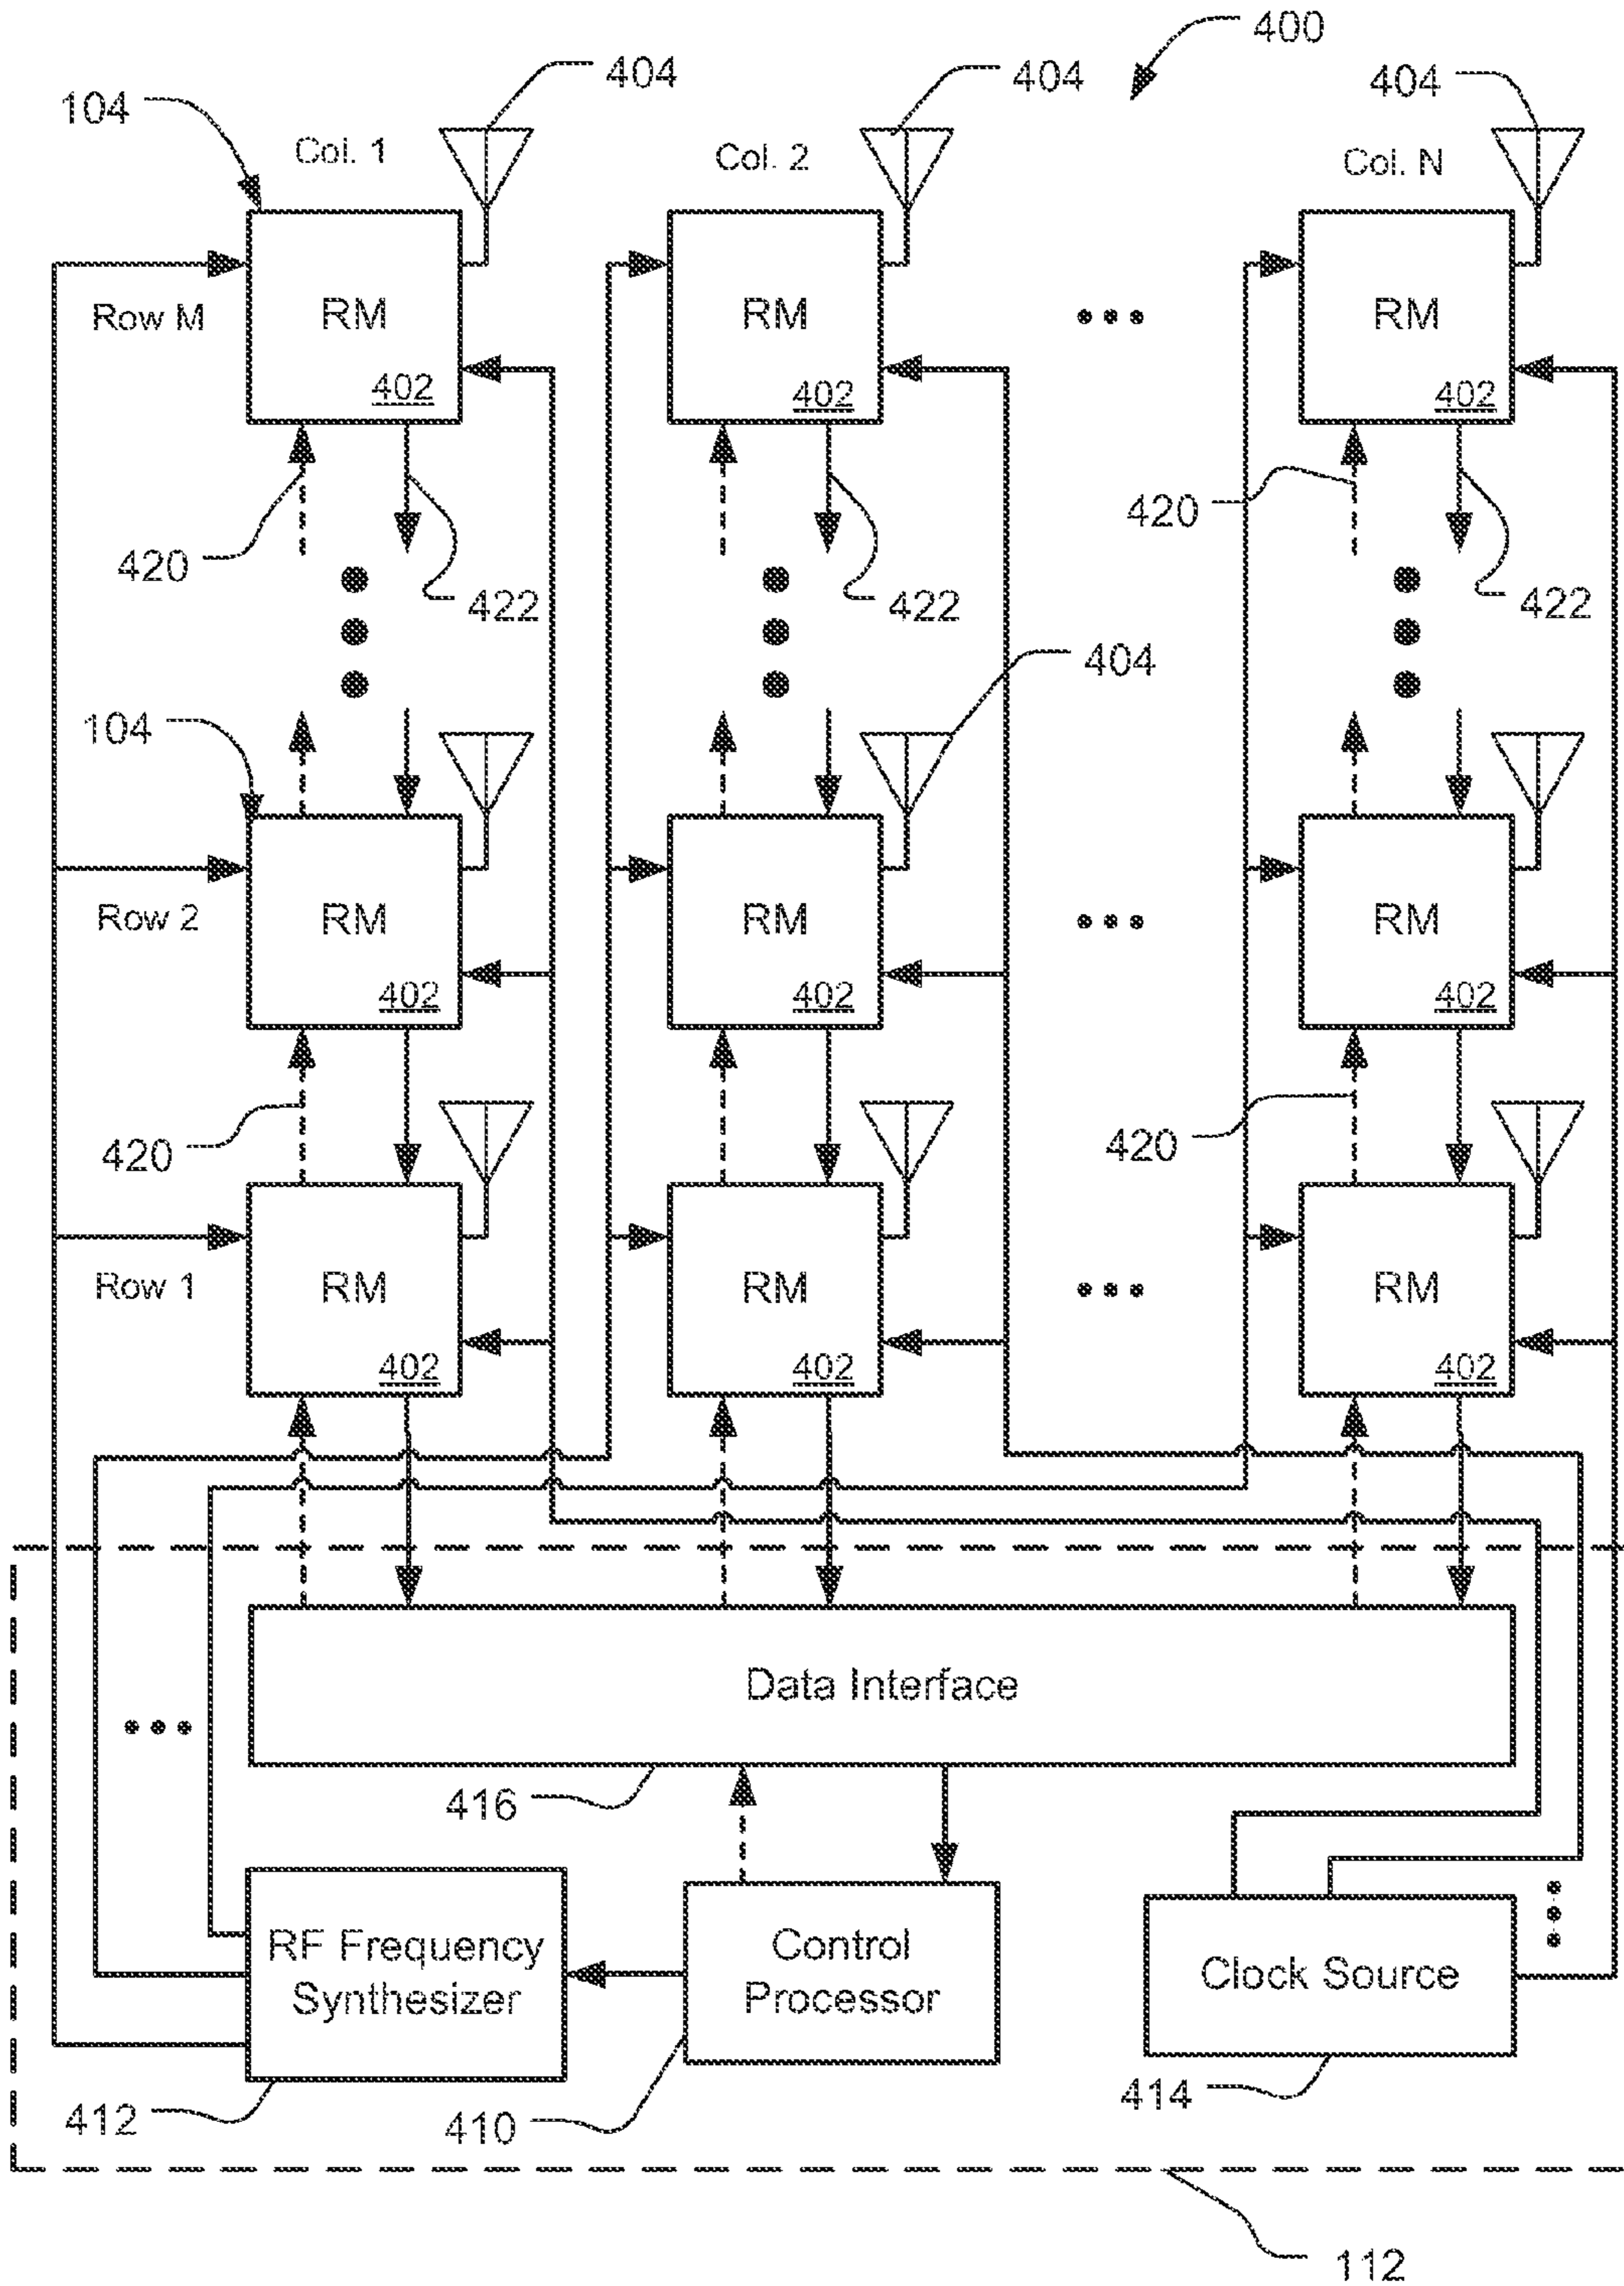 400
404
404
404
104
Col. 1
Col. 2
Col. N
RM
RM
RM
Row M
402
402
402
420
420
422
422
422
404
104
RM
RM
RM
Row 2
402
402
402
420
420
RM
RM
RM
Row 1
402
402
402
Data Interface
416
RF Frequency
Synthesizer
Control
Processor
Clock Source
412
410
414
112